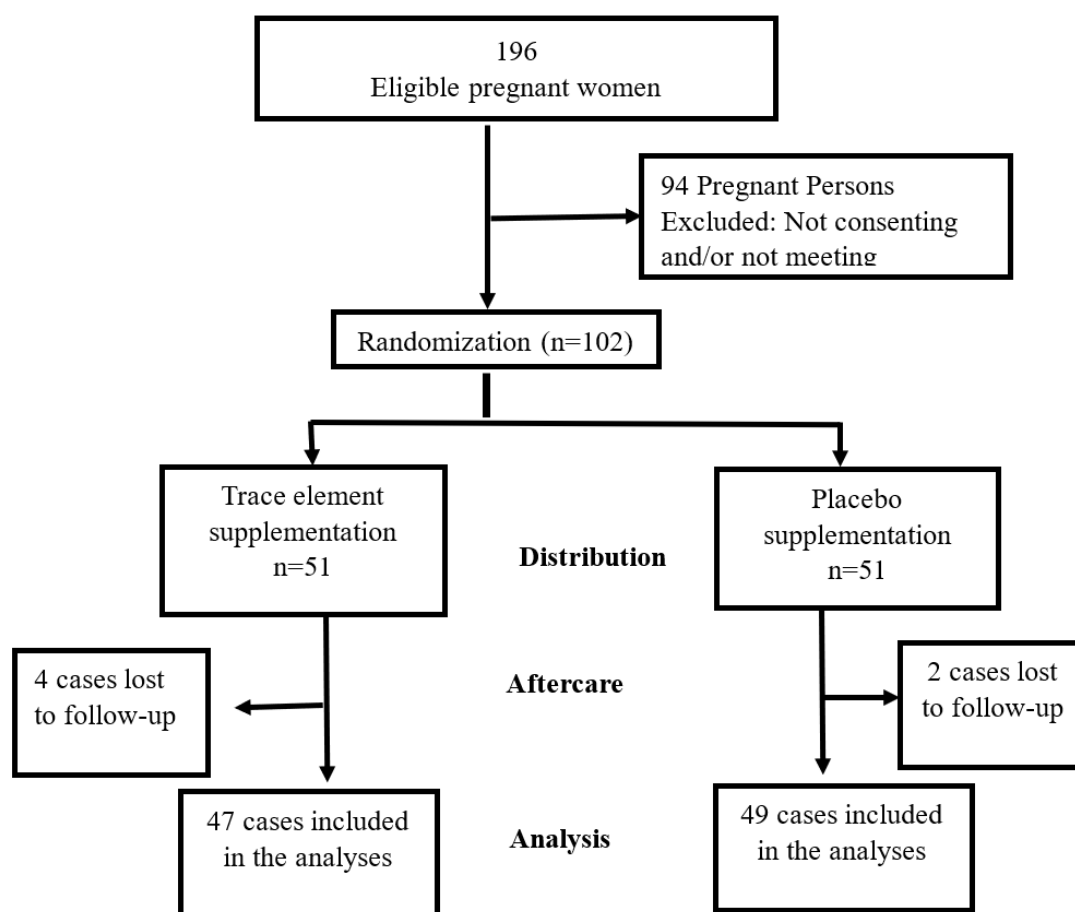 196
Eligible pregnant women
94 Pregnant Persons
Excluded: Not consenting
and/or not meeting
Randomization (n=102)
Trace element
supplementation
n=51
Placebo
supplementation
n=51
Distribution
4 cases lost
to follow-up
Aftercare
2 cases lost
to follow-up
47 cases included
in the analyses
Analysis
49 cases included
in the analyses